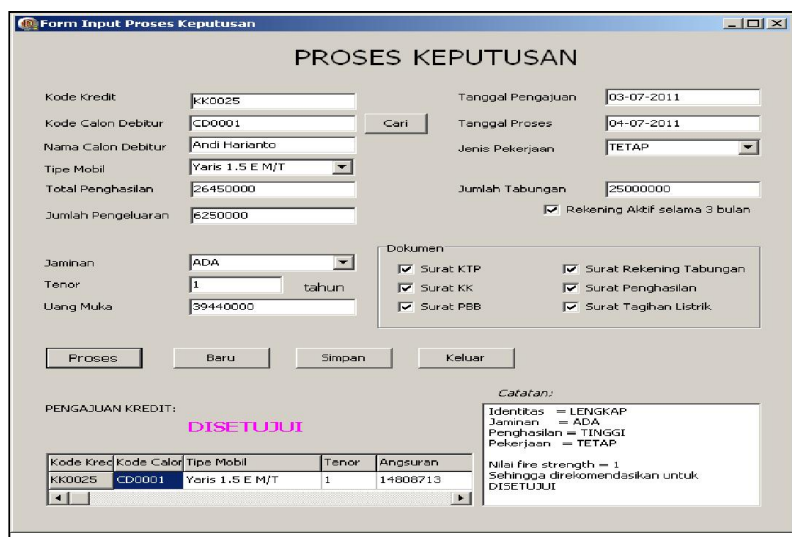 Form Input Proses Keputusan
PROSES KEPUTUSAN
Kode Kredit KK0025
Kode Calon Debitur CD0001 Cari
Nama Calon Debitur Andi Harianto
Tipe Mobil Yaris 1.5 E M/T
Total Penghasilan 26450000
Jumlah Pengeluaran 6250000
Tanggal Pengajuan 03-07-2011
Tanggal Proses 04-07-2011
Jenis Pekerjaan TETAP
Jumlah Tabungan 25000000
Rekening Aktif selama 3 bulan
Jaminan ADA
Tenor 1 tahun
Uang Muka 39440000
Dokumen
Surat KTP Surat Rekening Tabungan
Surat KK Surat Penghasilan
Surat PBB Surat Tagihan Listrik
Proses Baru Simpan Keluar
PENGAJUAN KREDIT:
DISETUJUI
Kode Kred Kode Calor Tipe Mobil Tenor Angsuran
KK0025 CD0001 Yaris 1.5 E M/T 1 14808713
Catatan:
Identitas = LENGKAP
Jaminan = ADA
Penghasilan = TINGGI
Pekerjaan = TETAP
Nilai fire strength = 1
Sehingga direkomendasikan untuk
DISETUJUI